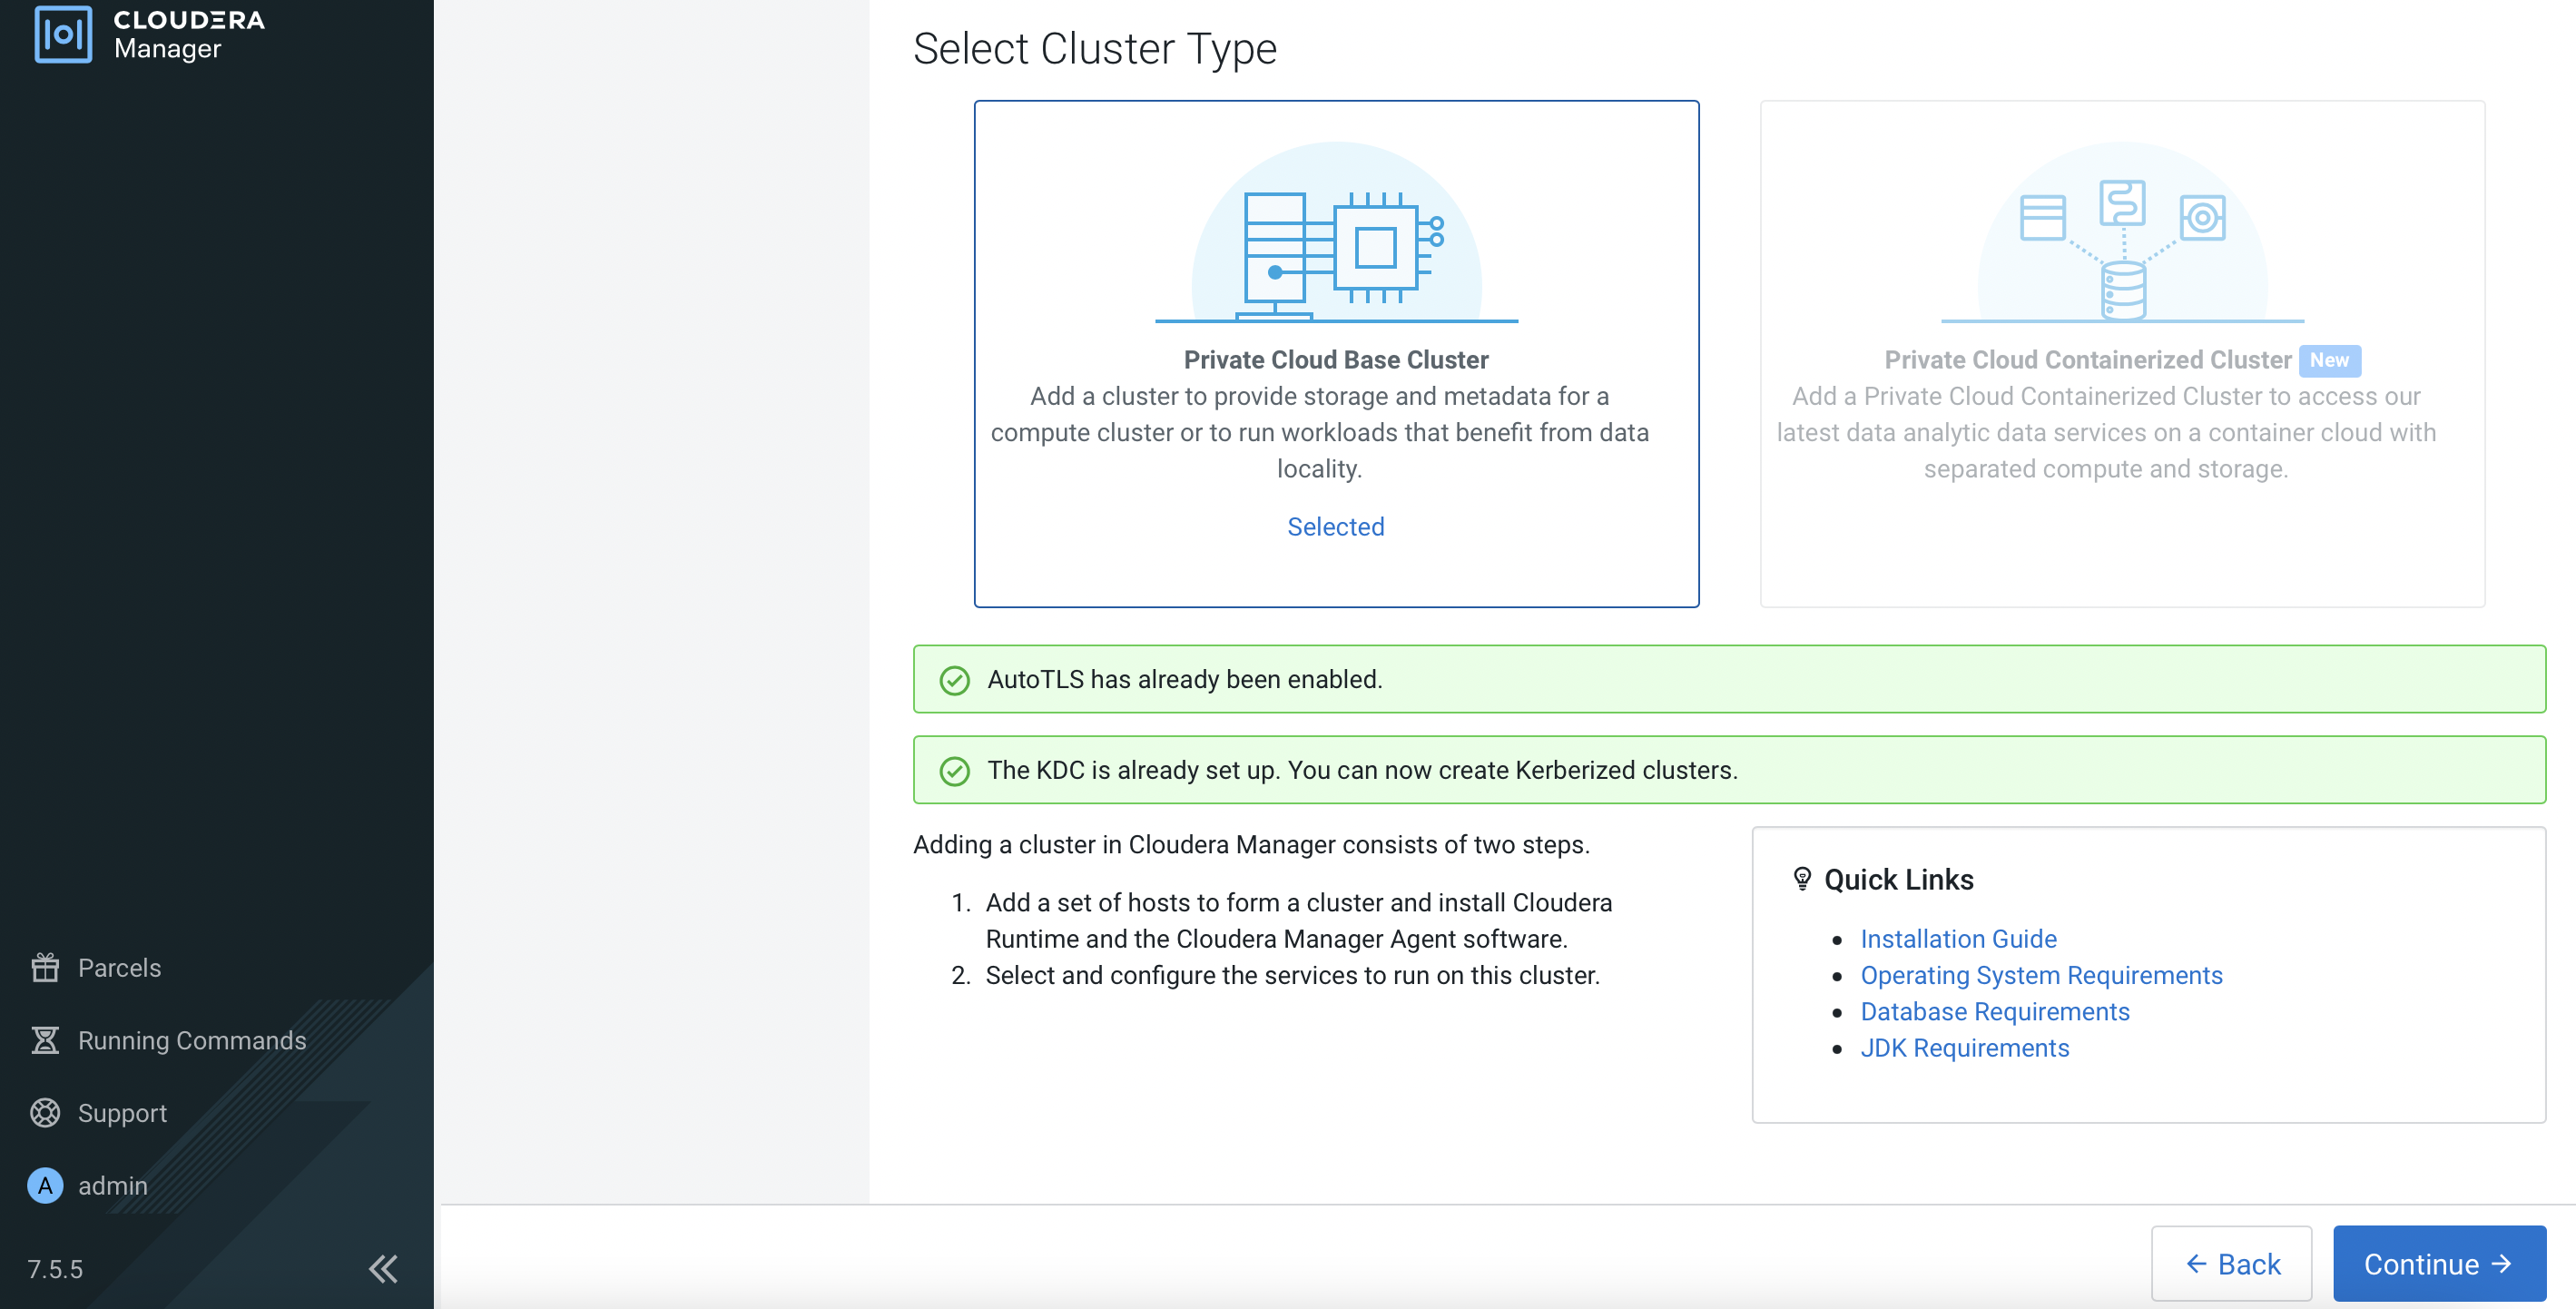 CLOUDERA
Manager
Parcels
Running Commands
Support
A admin
7.5.5
Select Cluster Type
Private Cloud Base Cluster
Add a cluster to provide storage and metadata for a
compute cluster or to run workloads that benefit from data
locality.
Selected
Private Cloud Containerized Cluster New
Add a Private Cloud Containerized Cluster to access our
latest data analytic data services on a container cloud with
separated compute and storage.
AutoTLS has already been enabled.
The KDC is already set up. You can now create Kerberized clusters.
Adding a cluster in Cloudera Manager consists of two steps.
1. Add a set of hosts to form a cluster and install Cloudera
Runtime and the Cloudera Manager Agent software.
2. Select and configure the services to run on this cluster.
Quick Links
• Installation Guide
• Operating System Requirements
• Database Requirements
• JDK Requirements
← Back
Continue →